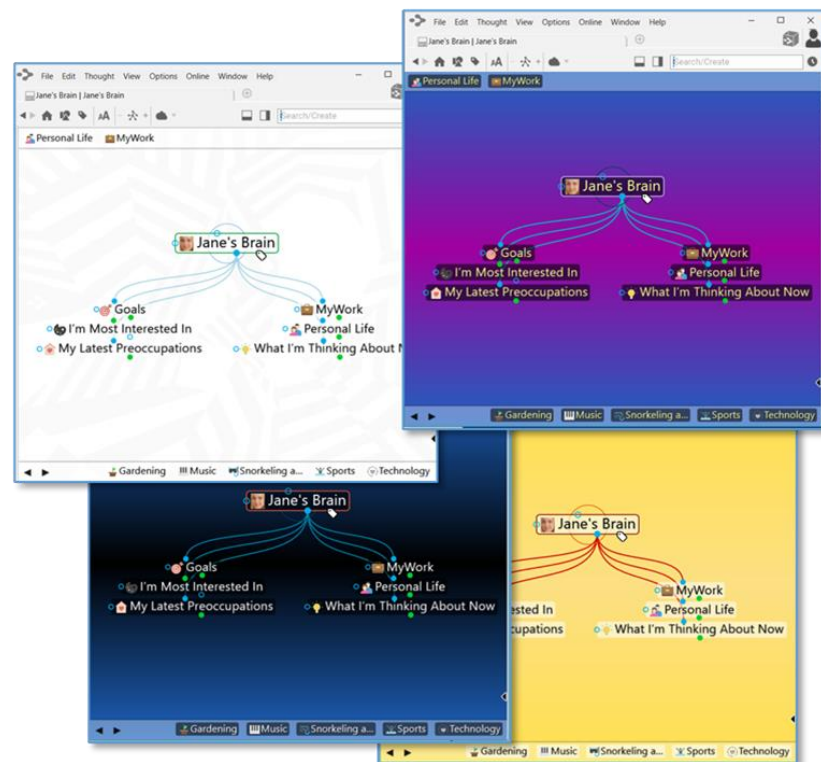 File Edit Thought View Options Online Window Help
Jane's Brain | Jane's Brain
AA
Search/Create
Personal Life MyWork
Jane's Brain
Goals MyWork
I'm Most Interested In Personal Life
My Latest Preoccupations What I'm Thinking About N
Gardening Music Snorkeling a... Sports Technology
File Edit Thought View Options Online Window Help
Jane's Brain | Jane's Brain
AA
Search/Create
Personal Life MyWork
Jane's Brain
Goals MyWork
I'm Most Interested In Personal Life
My Latest Preoccupations What I'm Thinking About Now
Gardening Music Snorkeling a... Sports Technology
Jane's Brain
Goals MyWork
I'm Most Interested In Personal Life
My Latest Preoccupations What I'm Thinking About Now
Gardening Music Snorkeling a... Sports Technology
Jane's Brain
MyWork
ested In Personal Life
cupations What I'm Thinking About Now
Gardening Music Snorkeling a... Sports Technology